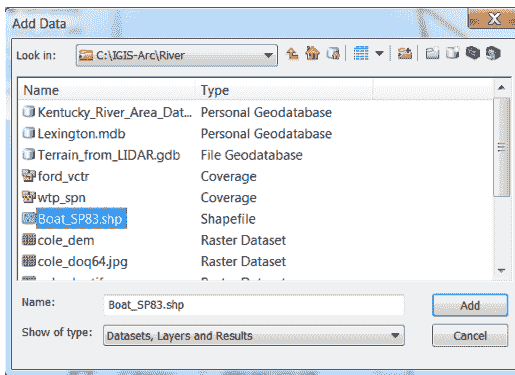 Add Data
Look in: C:\IGIS-Arc\River
Name Type
Kentucky_River_Area_Dat... Personal Geodatabase
Lexington.mdb Personal Geodatabase
Terrain_from_LIDAR.gdb File Geodatabase
ford_vctr Coverage
wtp_spn Coverage
Boat_SP83.shp Shapefile
cole_dem Raster Dataset
cole_doq64.jpg Raster Dataset
Raster Dataset
Name: Boat_SP83.shp Add
Show of type: Datasets, Layers and Results Cancel